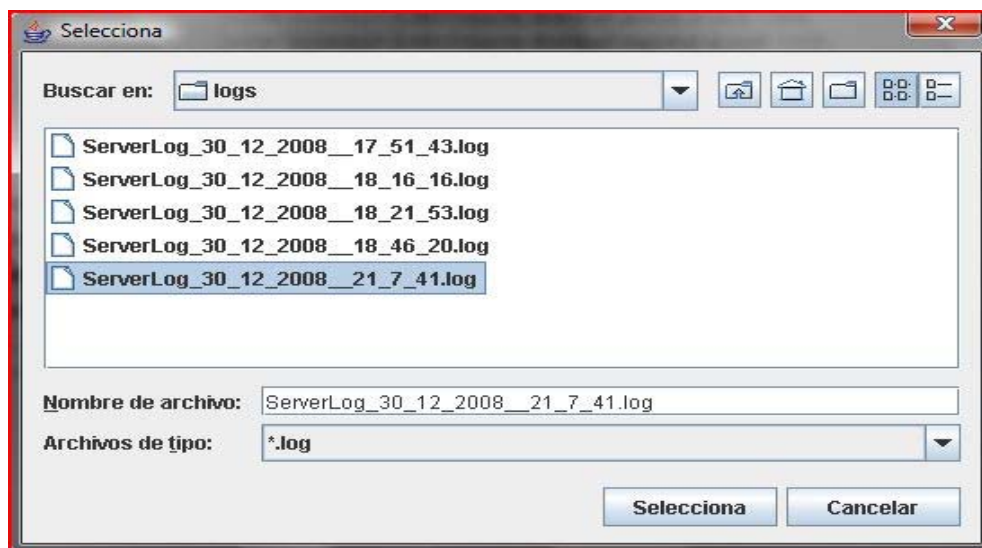 Selecciona
Buscar en: logs
ServerLog_30_12_2008__17_51_43.log
ServerLog_30_12_2008__18_16_16.log
ServerLog_30_12_2008__18_21_53.log
ServerLog_30_12_2008__18_46_20.log
ServerLog_30_12_2008__21_7_41.log
Nombre de archivo: ServerLog_30_12_2008__21_7_41.log
Archivos de tipo: *.log
Selecciona Cancelar